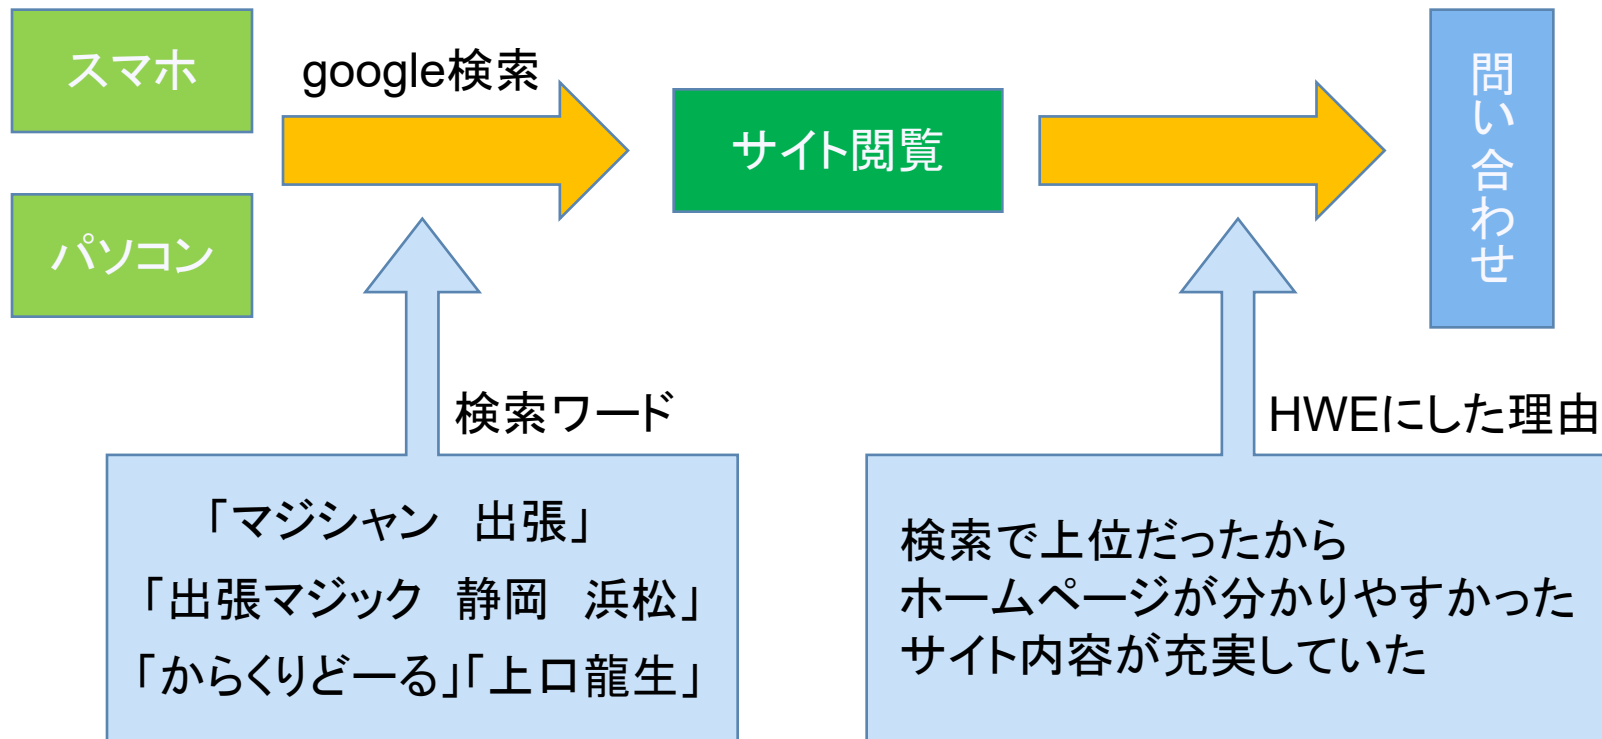 スマホ
パソコン
google検索
サイト閲覧
問い合わせ
検索ワード
「マジシャン　出張」
「出張マジック　静岡　浜松」
「からくりどーる」「上口龍生」
HWEにした理由
検索で上位だったから
ホームページが分かりやすかった
サイト内容が充実していた